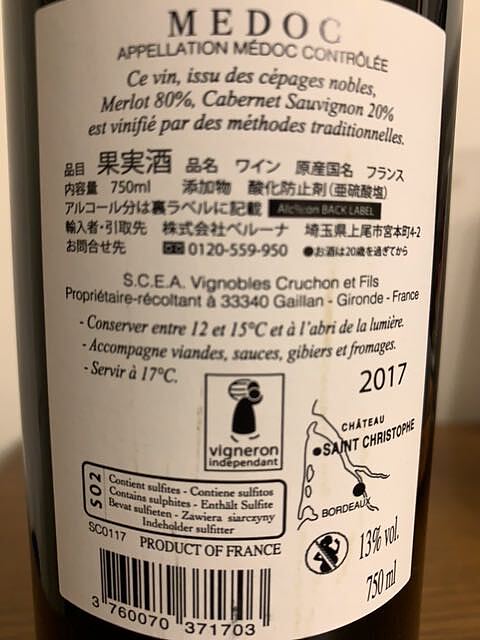 MEDOC
APPELLATION MÉDOC CONTRÔLÉE
Ce vin, issu des cépages nobles,
Merlot 80%, Cabernet Sauvignon 20%
est vinifié par des méthodes traditionnelles.
品目 果実酒 品名 ワイン 原産国名 フランス
内容量 750ml 添加物 酸化防止剤(亜硫酸塩)
アルコール分は裏ラベルに記載 Alc%on BACK LABEL
輸入者・引取先 株式会社ベルーナ 埼玉県上尾市宮本町4-2
お問合せ先 0120-559-950 ●お酒は20歳を過ぎてから
S.C.E.A. Vignobles Cruchon et Fils
Propriétaire-récoltant à 33340 Gaillan - Gironde - France
- Conserver entre 12 et 15°C et à l'abri de la lumière.
- Accompagne viandes, sauces, gibiers et fromages.
- Servir à 17°C.
2017
vigneron
indépendant
CHÂTEAU
SAINT CHRISTOPHE
BORDEAUX
SO2
Contient sulfites - Contiene sulfitos
Contains sulphites - Enthält Sulfite
Bevat sulfieten - Zawiera siarczyny
Indeholder sulfitter
13% vol.
750 ml
SC0117
PRODUCT OF FRANCE
3 760070 371703